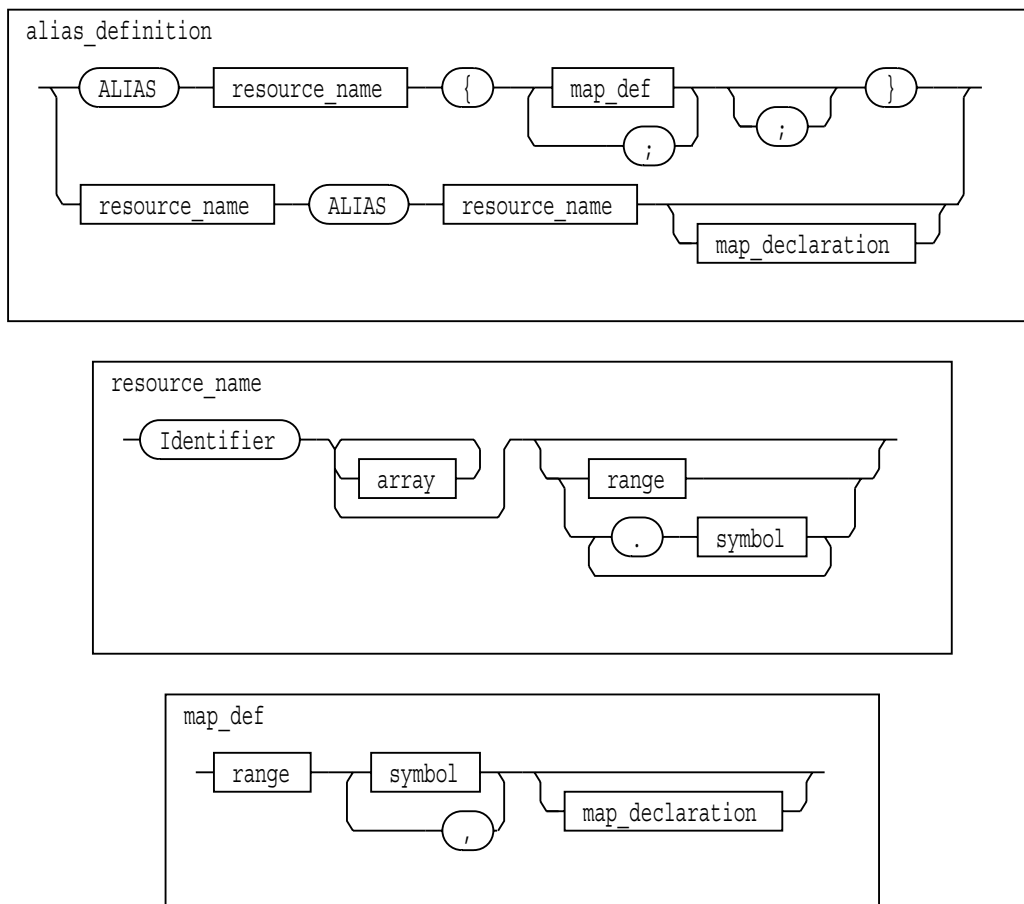 alias_definition
ALIAS resource_name { map_def }
; ;
resource_name ALIAS resource_name
map_declaration
resource_name
Identifier
array range
. symbol
map_def
range symbol
, map_declaration